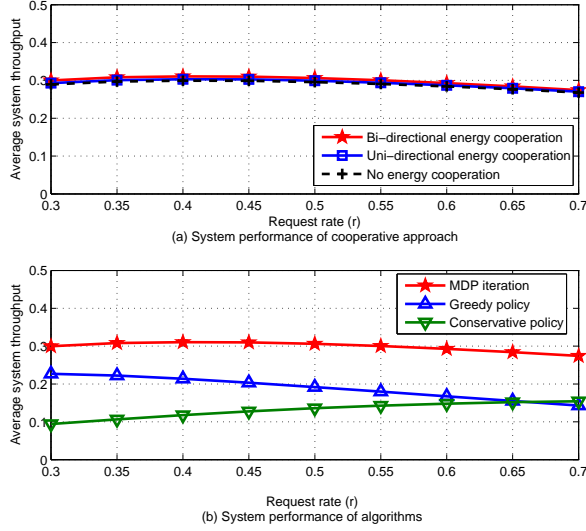 0.5
0.4
0.3
0.2
0.1
0
Average system throughput
Bi−directional energy cooperation
Uni−directional energy cooperation
No energy cooperation
0.3 0.35 0.4 0.45 0.5 0.55 0.6 0.65 0.7
Request rate (r)
(a) System performance of cooperative approach
0.5
0.4
0.3
0.2
0.1
0
Average system throughput
MDP iteration
Greedy policy
Conservative policy
0.3 0.35 0.4 0.45 0.5 0.55 0.6 0.65 0.7
Request rate (r)
(b) System performance of algorithms